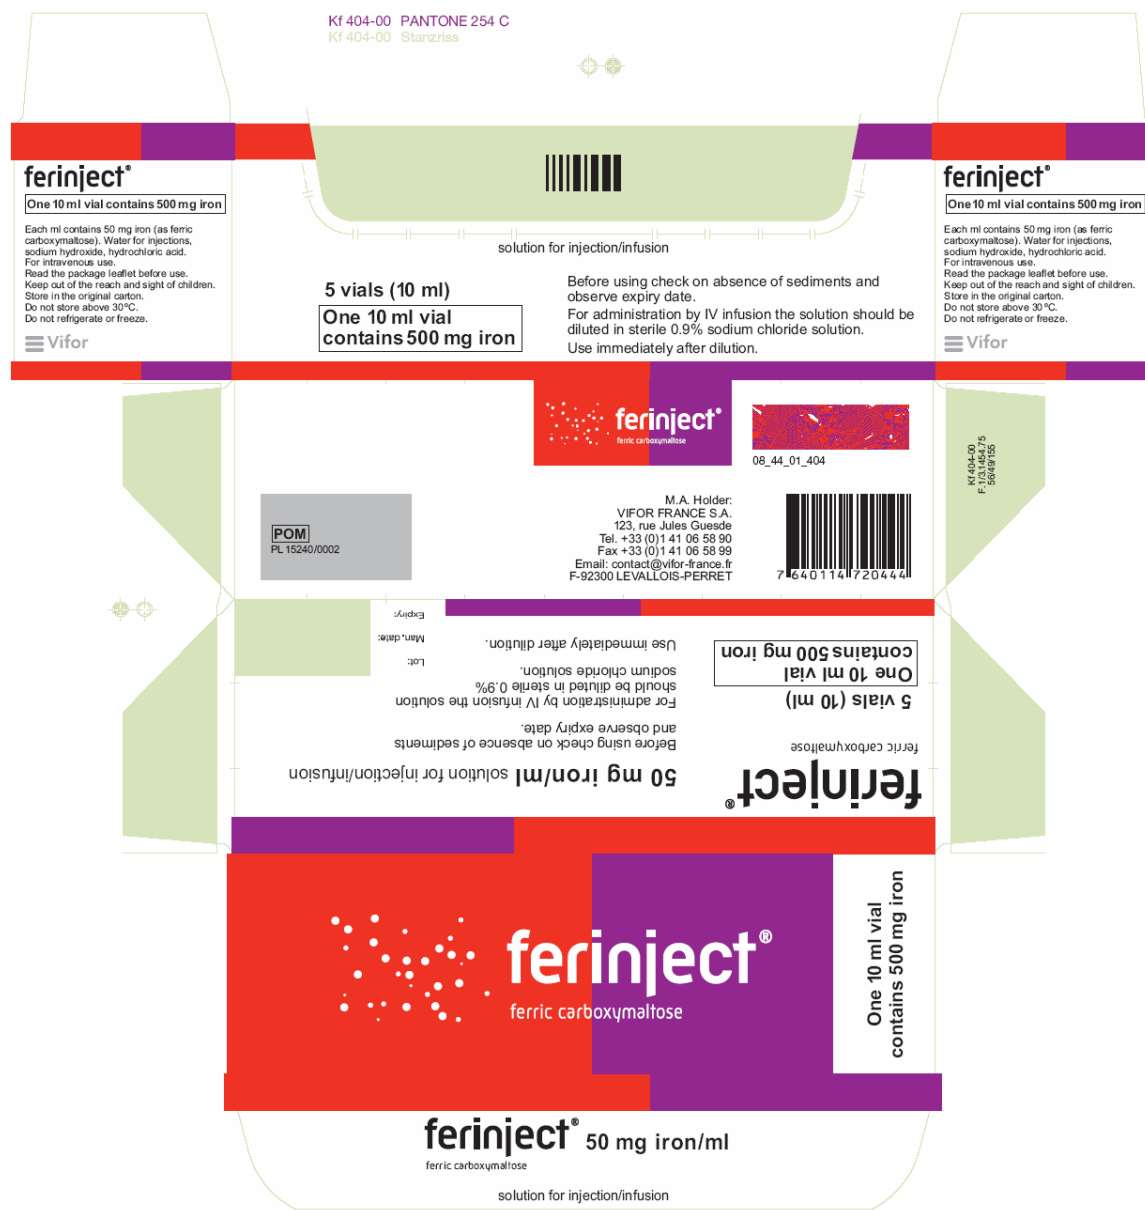 Kf 404-00 PANTONE 254 C
Kf 404-00 Stanzriss
ferinject®
One 10 ml vial contains 500 mg iron
Each ml contains 50 mg iron (as ferric
carboxymaltose). Water for injections,
sodium hydroxide, hydrochloric acid.
For intravenous use.
Read the package leaflet before use.
Keep out of the reach and sight of children.
Store in the original carton.
Do not store above 30°C.
Do not refrigerate or freeze.
Vifor
solution for injection/infusion
5 vials (10 ml)
One 10 ml vial
contains 500 mg iron
Before using check on absence of sediments and
observe expiry date.
For administration by IV infusion the solution should be
diluted in sterile 0.9% sodium chloride solution.
Use immediately after dilution.
ferinject®
One 10 ml vial contains 500 mg iron
Each ml contains 50 mg iron (as ferric
carboxymaltose). Water for injections,
sodium hydroxide, hydrochloric acid.
For intravenous use.
Read the package leaflet before use.
Keep out of the reach and sight of children.
Store in the original carton.
Do not store above 30°C.
Do not refrigerate or freeze.
Vifor
ferinject®
ferric carboxymaltose
08_44_01_404
Kf 404-00
F.1/3.1454.75
56/49/155
POM
PL 15240/0002
M.A. Holder:
VIFOR FRANCE S.A.
123, rue Jules Guesde
Tel. +33 (0)1 41 06 58 90
Fax +33 (0)1 41 06 58 99
Email: contact@vifor-france.fr
F-92300 LEVALLOIS-PERRET
7 640114 720444
ferinject®
ferric carboxymaltose
5 vials (10 ml)
One 10 ml vial
contains 500 mg iron
50 mg iron/ml solution for injection/infusion
Before using check on absence of sediments
and observe expiry date.
For administration by IV infusion the solution
should be diluted in sterile 0.9%
sodium chloride solution.
Use immediately after dilution.
Lot:
Man. date:
Expiry:
ferinject®
ferric carboxymaltose
One 10 ml vial
contains 500 mg iron
ferinject® 50 mg iron/ml
ferric carboxymaltose
solution for injection/infusion